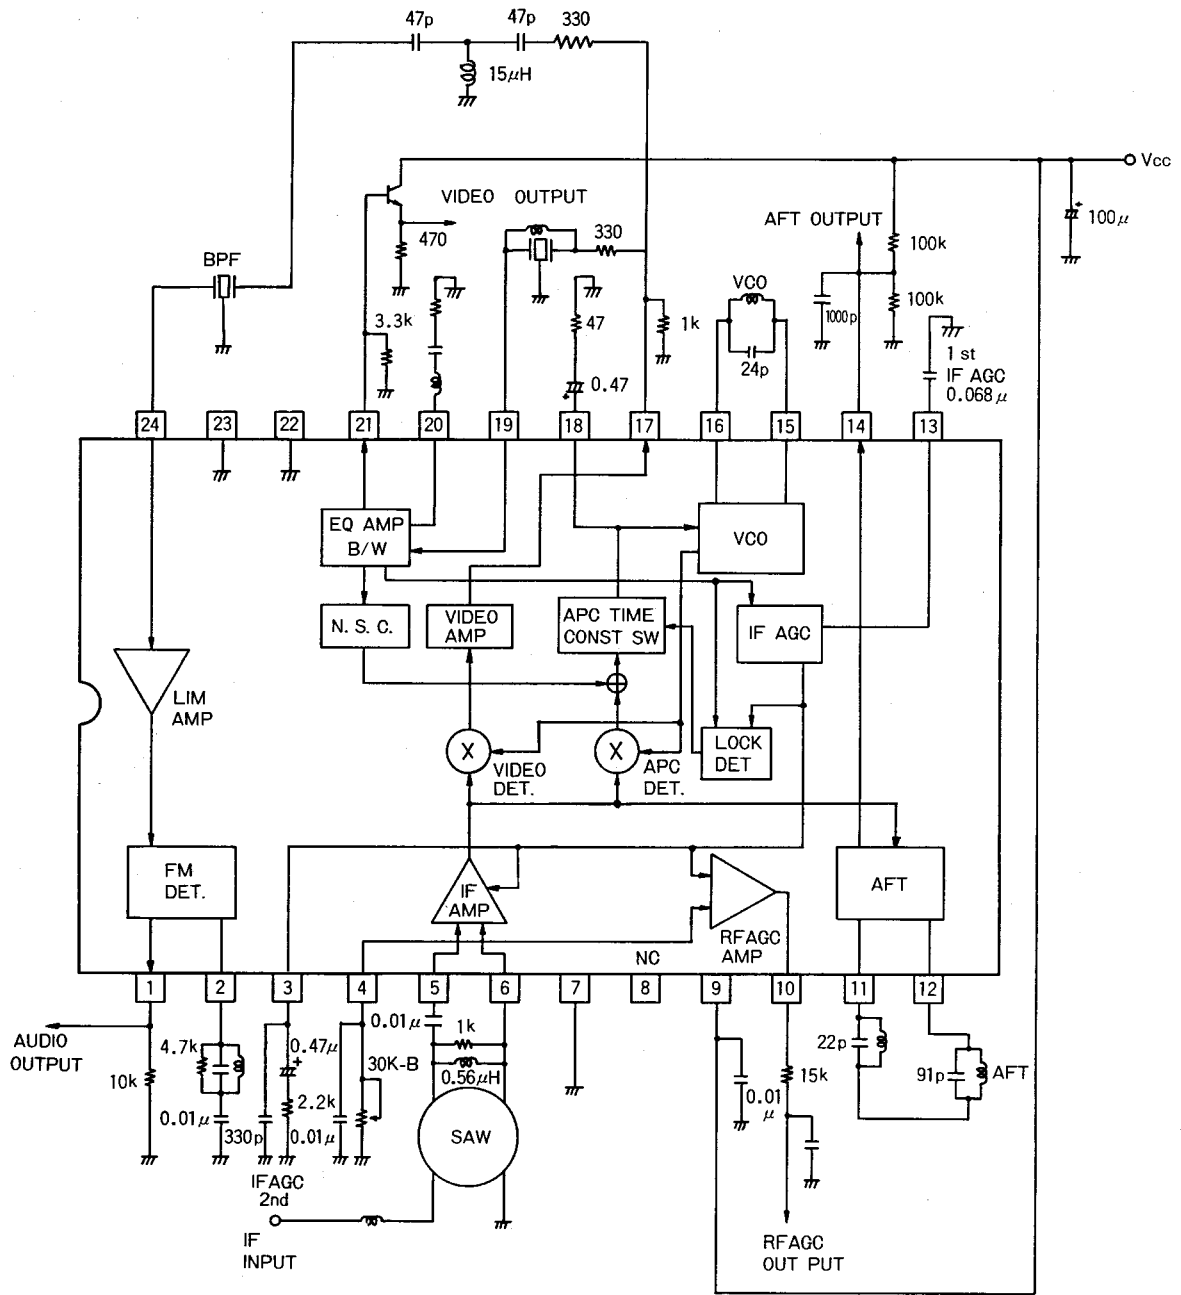 47p
47p
330
15μH
Vcc
VIDEO OUTPUT
100μ
AFT OUTPUT
470
330
100k
BPF
VCO
100k
1000p
47
3.3k
1k
1 st
24p
IF AGC
0.47
0.068μ
24
23
22
21
20
19
18
17
16
15
14
13
EQ AMP
B/W
VCO
N. S. C.
VIDEO
AMP
APC TIME
CONST SW
IF AGC
LIM
AMP
X
X
LOCK
DET
VIDEO
DET.
APC
DET.
FM
DET.
IF
AMP
AFT
RFAGC
AMP
NC
1
2
3
4
5
6
7
8
9
10
11
12
AUDIO
OUTPUT
4.7k
10k
0.01μ
330p
0.47μ
2.2k
0.01μ
IFAGC
2nd
30K-B
0.01μ
1k
0.56μH
SAW
IF
INPUT
0.01
μ
15k
22p
91p
AFT
RFAGC
OUT PUT